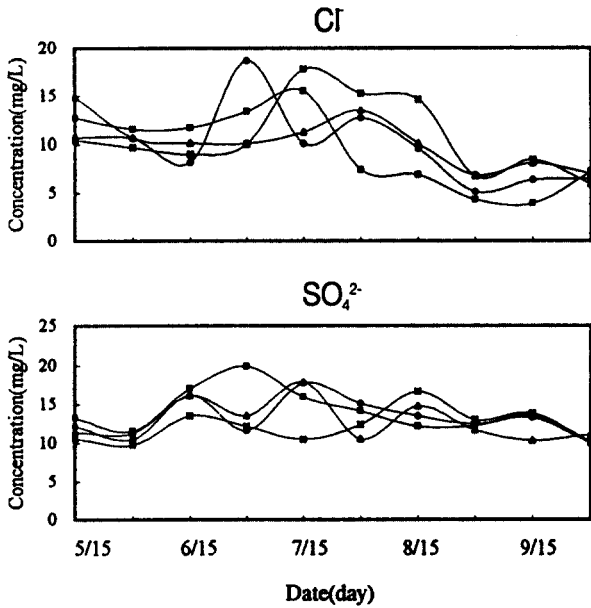 Cl⁻
20
15
10
5
0
Concentration(mg/L)
SO₄²⁻
25
20
15
10
5
0
Concentration(mg/L)
5/15 6/15 7/15 8/15 9/15
Date(day)